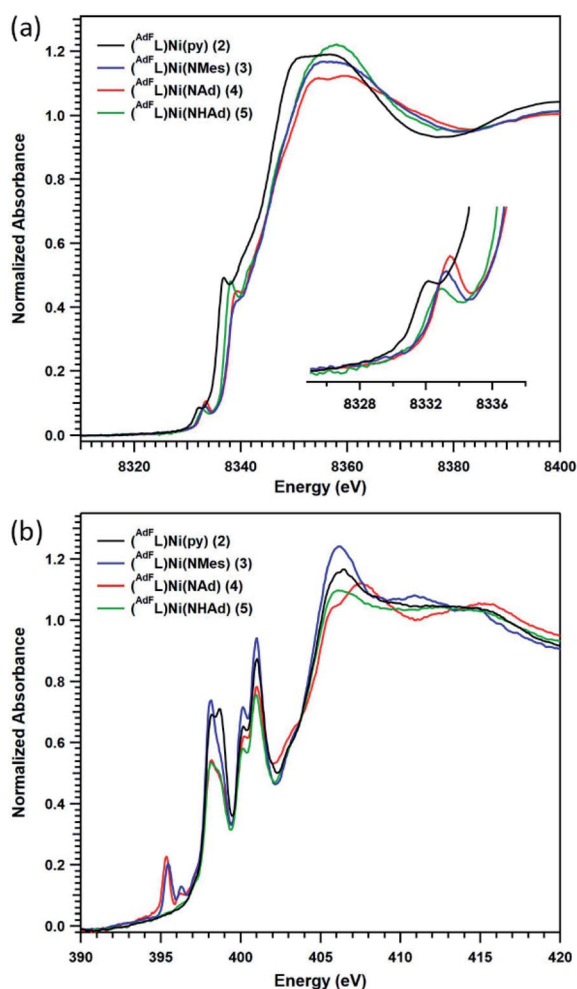 (a)
(ᴬᵈᶠL)Ni(py) (2)
(ᴬᵈᶠL)Ni(NMes) (3)
(ᴬᵈᶠL)Ni(NAd) (4)
(ᴬᵈᶠL)Ni(NHAd) (5)
Normalized Absorbance
1.2
1.0
0.8
0.6
0.4
0.2
0.0
8328 8332 8336
8320 8340 8360 8380 8400
Energy (eV)
(b)
(ᴬᵈᶠL)Ni(py) (2)
(ᴬᵈᶠL)Ni(NMes) (3)
(ᴬᵈᶠL)Ni(NAd) (4)
(ᴬᵈᶠL)Ni(NHAd) (5)
Normalized Absorbance
1.2
1.0
0.8
0.6
0.4
0.2
0.0
390 395 400 405 410 415 420
Energy (eV)